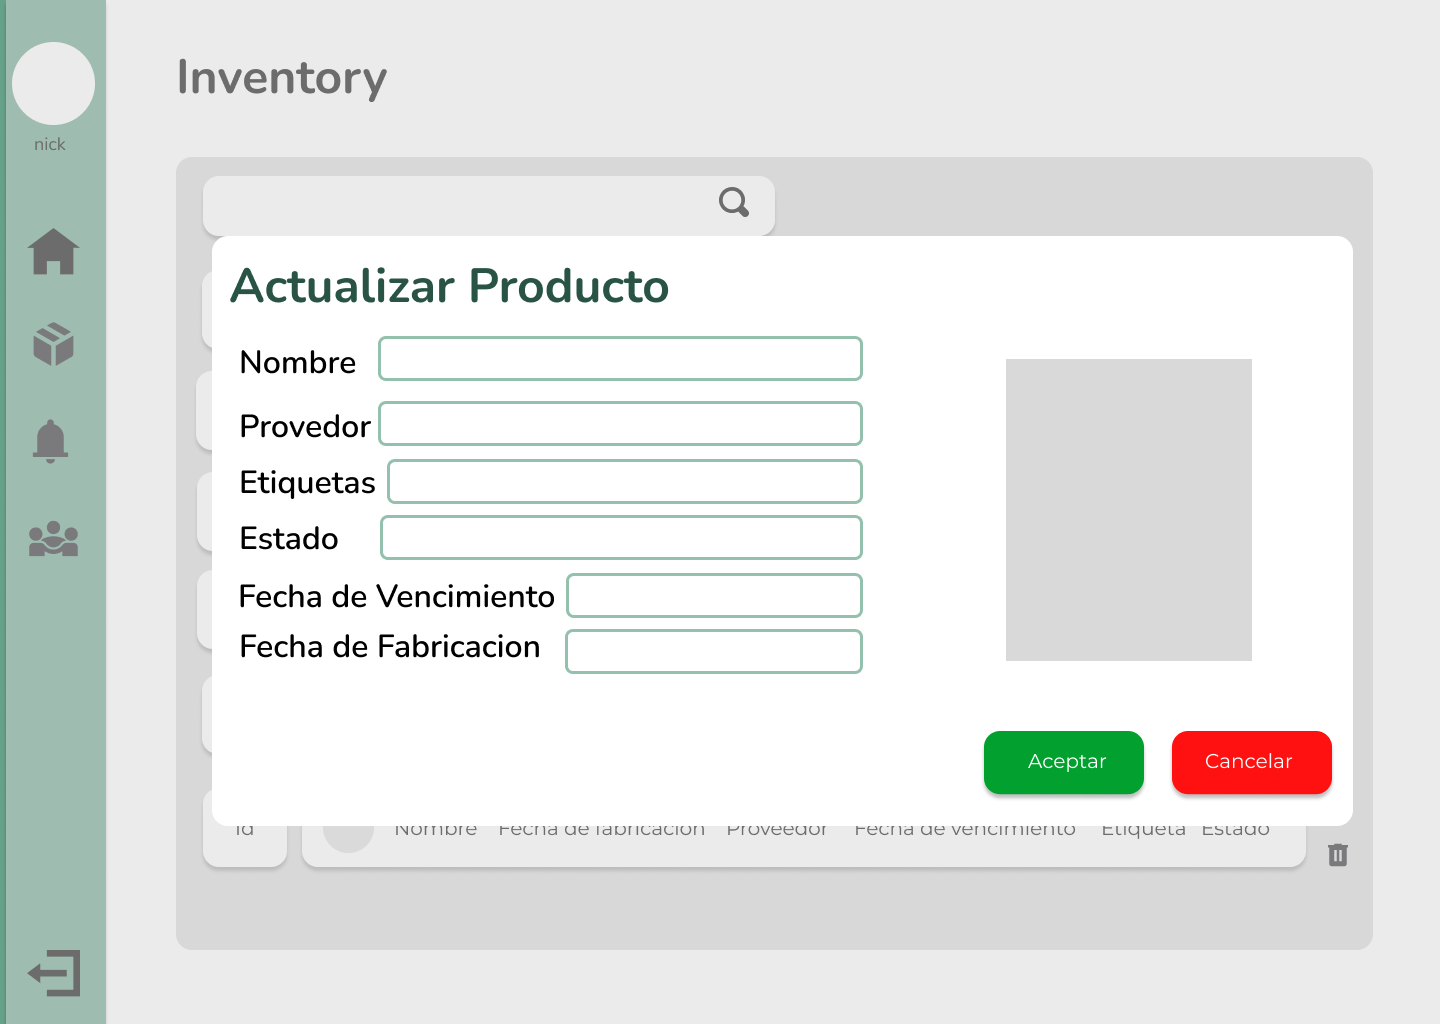 Inventory
nick
Actualizar Producto
Nombre
Provedor
Etiquetas
Estado
Fecha de Vencimiento
Fecha de Fabricacion
Aceptar Cancelar
Id Nombre Fecha de fabricacion Proveedor Fecha de vencimiento Etiqueta Estado